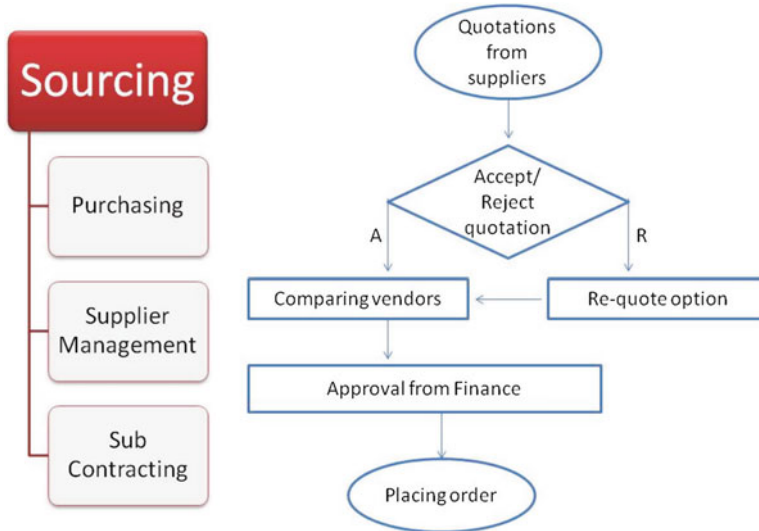 Sourcing
Purchasing
Supplier
Management
Sub
Contracting
Quotations
from
suppliers
Accept/
Reject
quotation
A
R
Comparing vendors
Re-quote option
Approval from Finance
Placing order